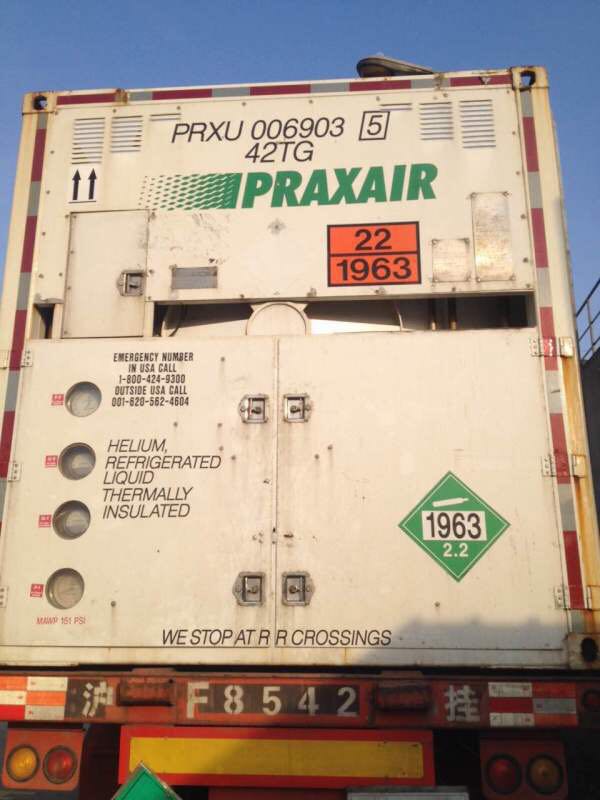 PRXU 006903 5
42TG
PRAXAIR
22
1963
EMERGENCY NUMBER
IN USA CALL
1-800-424-9300
OUTSIDE USA CALL
001-620-562-4604
HELIUM,
REFRIGERATED
LIQUID
THERMALLY
INSULATED
1963
2.2
MAWP 161 PSI
WE STOP AT R R CROSSINGS
沪 F8542 挂